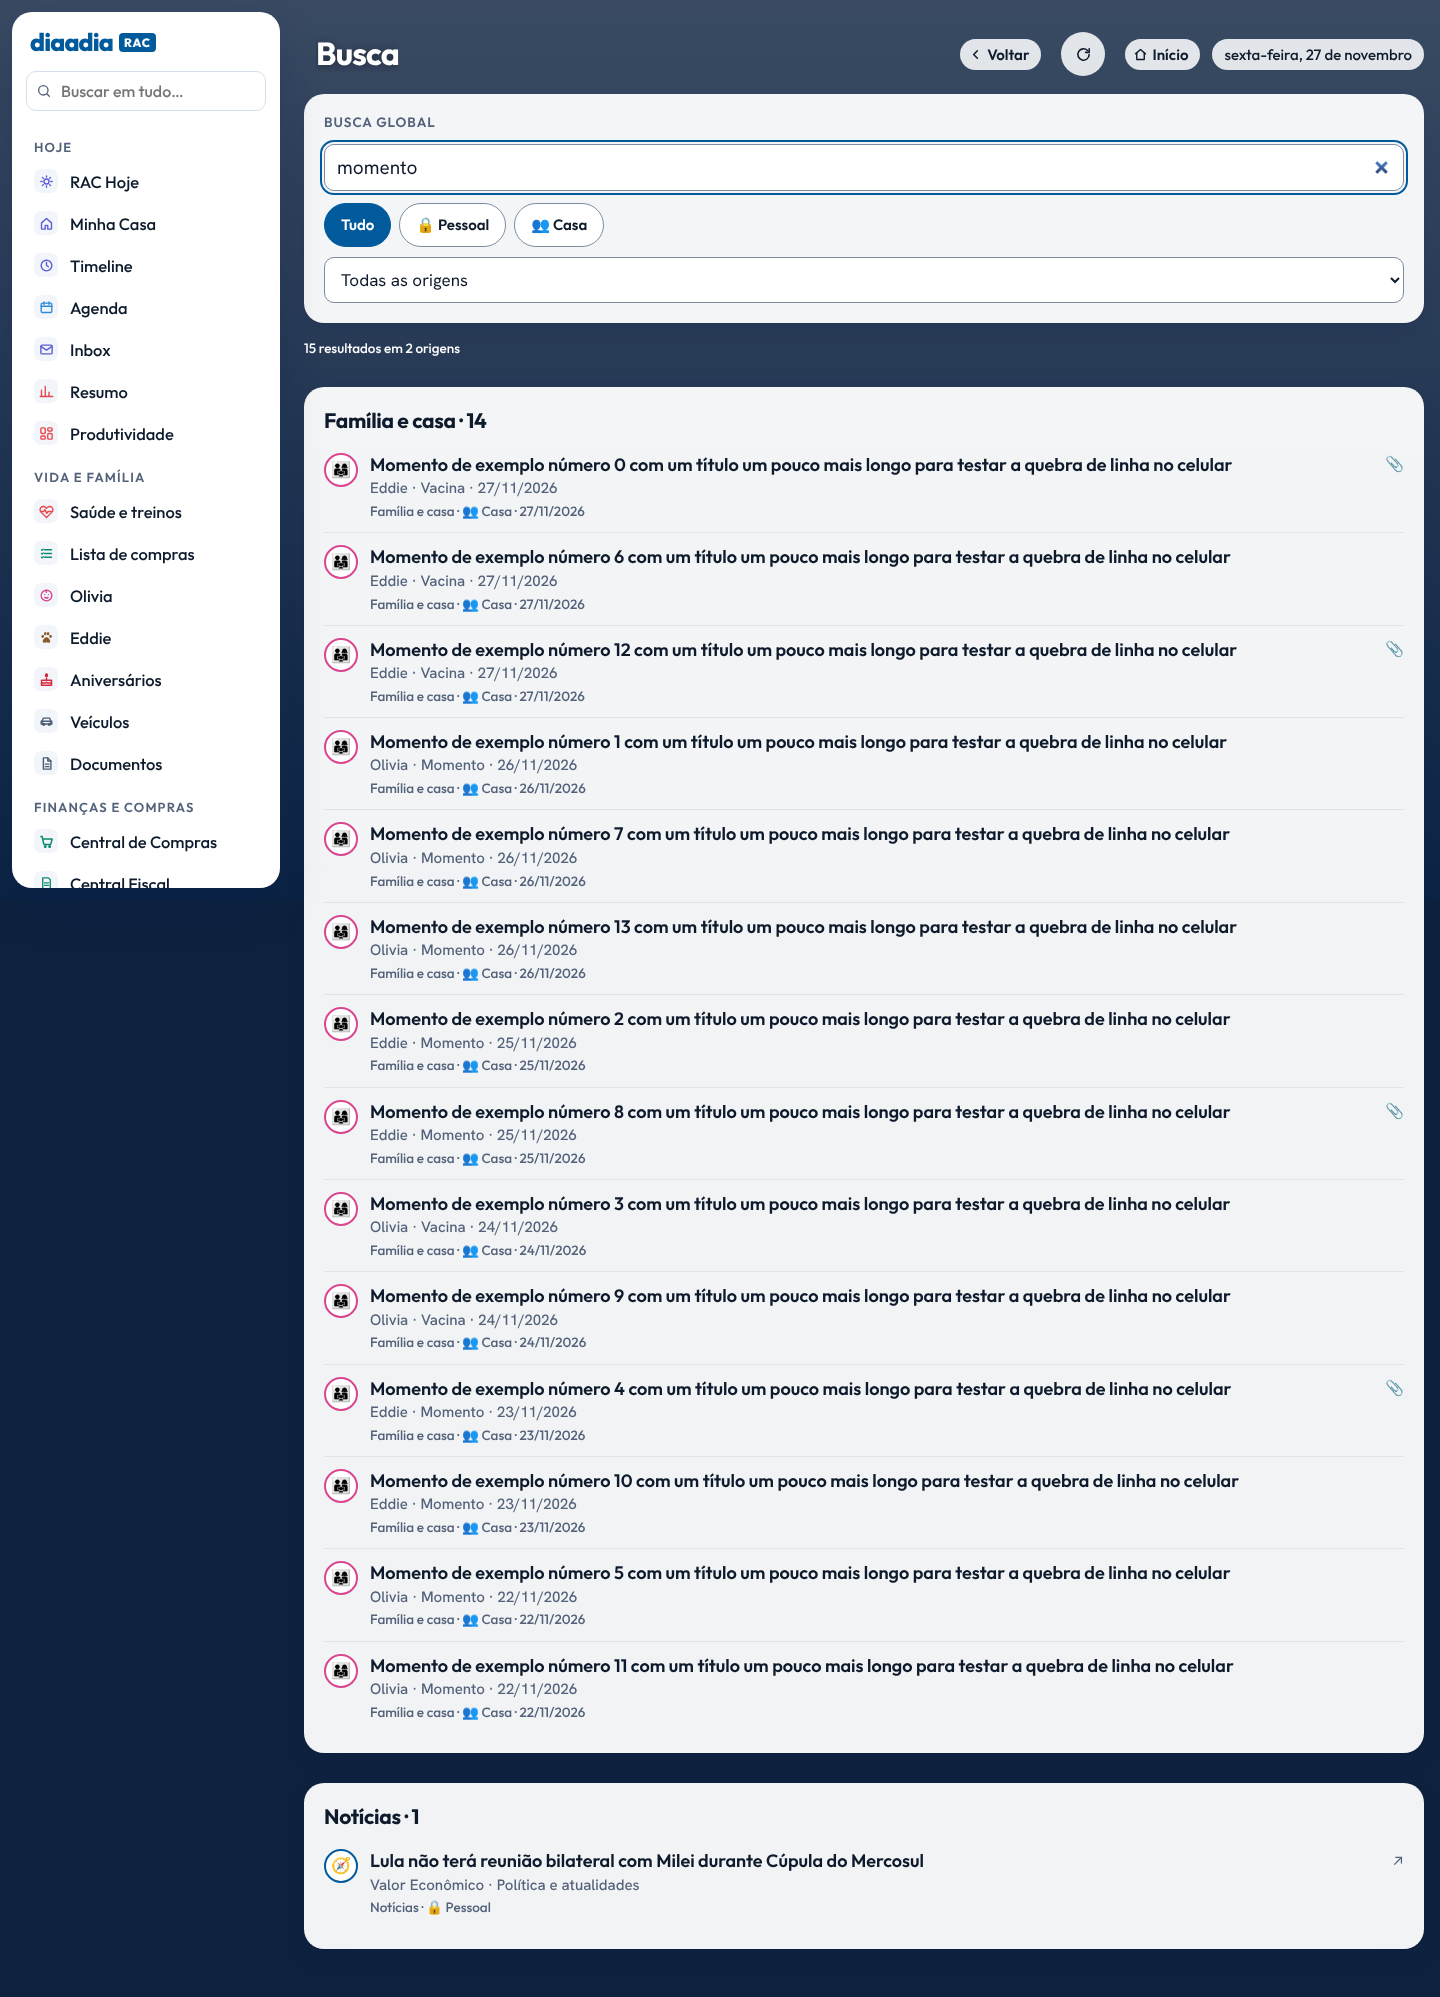 diaadia RAC
Buscar em tudo...
HOJE
RAC Hoje
Minha Casa
Timeline
Agenda
Inbox
Resumo
Produtividade
VIDA E FAMÍLIA
Saúde e treinos
Lista de compras
Olivia
Eddie
Aniversários
Veículos
Documentos
FINANÇAS E COMPRAS
Central de Compras
Central Fiscal
Busca
Voltar
Início
sexta-feira, 27 de novembro
BUSCA GLOBAL
momento
Tudo
Pessoal
Casa
Todas as origens
15 resultados em 2 origens
Família e casa · 14
Momento de exemplo número 0 com um título um pouco mais longo para testar a quebra de linha no celular
Eddie · Vacina · 27/11/2026
Família e casa · 👥 Casa · 27/11/2026
Momento de exemplo número 6 com um título um pouco mais longo para testar a quebra de linha no celular
Eddie · Vacina · 27/11/2026
Família e casa · 👥 Casa · 27/11/2026
Momento de exemplo número 12 com um título um pouco mais longo para testar a quebra de linha no celular
Eddie · Vacina · 27/11/2026
Família e casa · 👥 Casa · 27/11/2026
Momento de exemplo número 1 com um título um pouco mais longo para testar a quebra de linha no celular
Olivia · Momento · 26/11/2026
Família e casa · 👥 Casa · 26/11/2026
Momento de exemplo número 7 com um título um pouco mais longo para testar a quebra de linha no celular
Olivia · Momento · 26/11/2026
Família e casa · 👥 Casa · 26/11/2026
Momento de exemplo número 13 com um título um pouco mais longo para testar a quebra de linha no celular
Olivia · Momento · 26/11/2026
Família e casa · 👥 Casa · 26/11/2026
Momento de exemplo número 2 com um título um pouco mais longo para testar a quebra de linha no celular
Eddie · Momento · 25/11/2026
Família e casa · 👥 Casa · 25/11/2026
Momento de exemplo número 8 com um título um pouco mais longo para testar a quebra de linha no celular
Eddie · Momento · 25/11/2026
Família e casa · 👥 Casa · 25/11/2026
Momento de exemplo número 3 com um título um pouco mais longo para testar a quebra de linha no celular
Olivia · Vacina · 24/11/2026
Família e casa · 👥 Casa · 24/11/2026
Momento de exemplo número 9 com um título um pouco mais longo para testar a quebra de linha no celular
Olivia · Vacina · 24/11/2026
Família e casa · 👥 Casa · 24/11/2026
Momento de exemplo número 4 com um título um pouco mais longo para testar a quebra de linha no celular
Eddie · Momento · 23/11/2026
Família e casa · 👥 Casa · 23/11/2026
Momento de exemplo número 10 com um título um pouco mais longo para testar a quebra de linha no celular
Eddie · Momento · 23/11/2026
Família e casa · 👥 Casa · 23/11/2026
Momento de exemplo número 5 com um título um pouco mais longo para testar a quebra de linha no celular
Olivia · Momento · 22/11/2026
Família e casa · 👥 Casa · 22/11/2026
Momento de exemplo número 11 com um título um pouco mais longo para testar a quebra de linha no celular
Olivia · Momento · 22/11/2026
Família e casa · 👥 Casa · 22/11/2026
Notícias · 1
Lula não terá reunião bilateral com Milei durante Cúpula do Mercosul
Valor Econômico · Política e atualidades
Notícias · 🔒 Pessoal